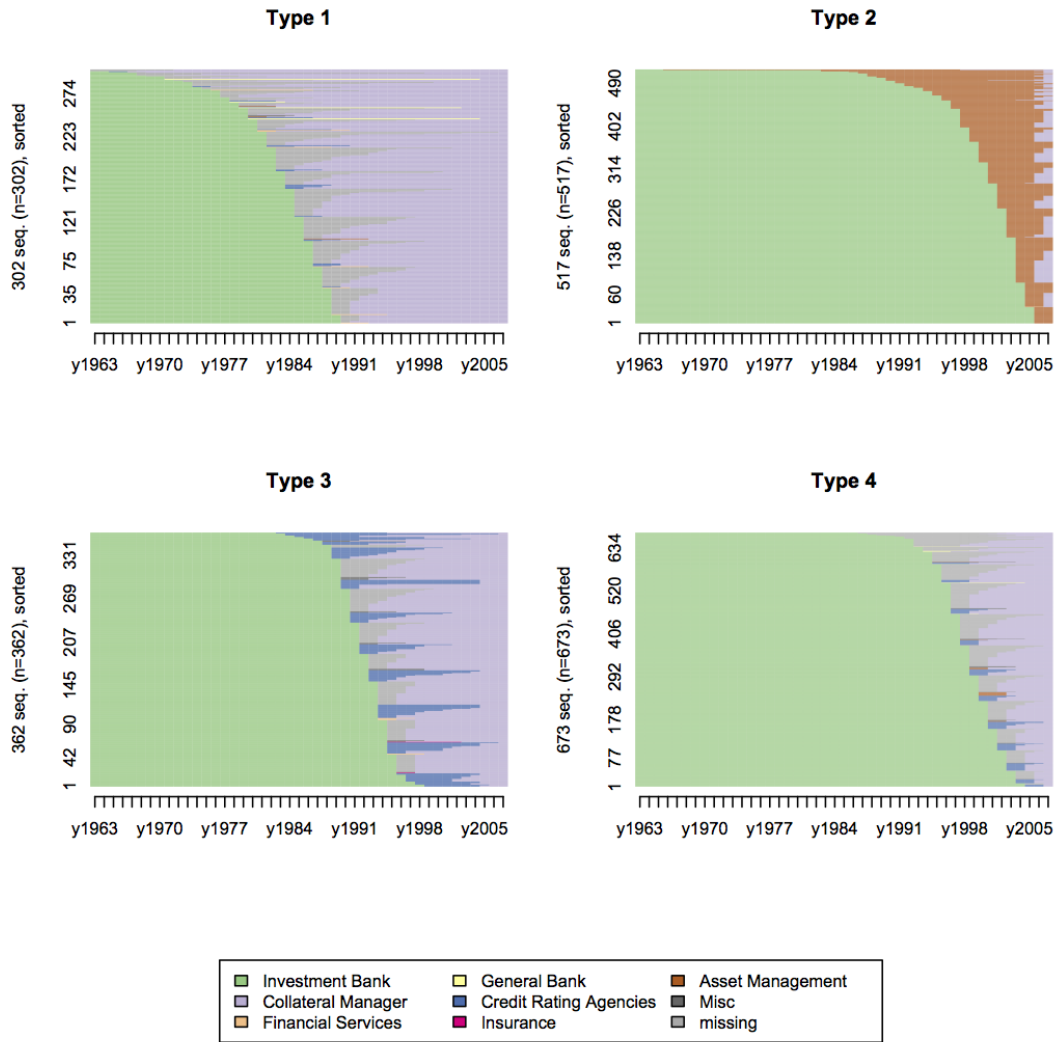 Type 1
302 seq. (n=302), sorted
274
223
172
121
75
35
1
y1963 y1970 y1977 y1984 y1991 y1998 y2005
Type 2
517 seq. (n=517), sorted
490
402
314
226
138
60
1
y1963 y1970 y1977 y1984 y1991 y1998 y2005
Type 3
362 seq. (n=362), sorted
331
269
207
145
90
42
1
y1963 y1970 y1977 y1984 y1991 y1998 y2005
Type 4
673 seq. (n=673), sorted
634
520
406
292
178
77
1
y1963 y1970 y1977 y1984 y1991 y1998 y2005
Investment Bank General Bank Asset Management
Collateral Manager Credit Rating Agencies Misc
Financial Services Insurance missing